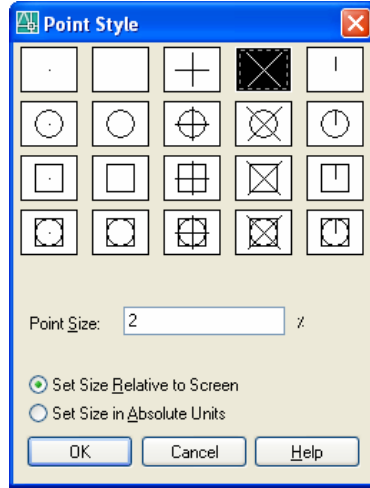 Point Style
Point Size: 2 %
Set Size Relative to Screen
Set Size in Absolute Units
OK Cancel Help